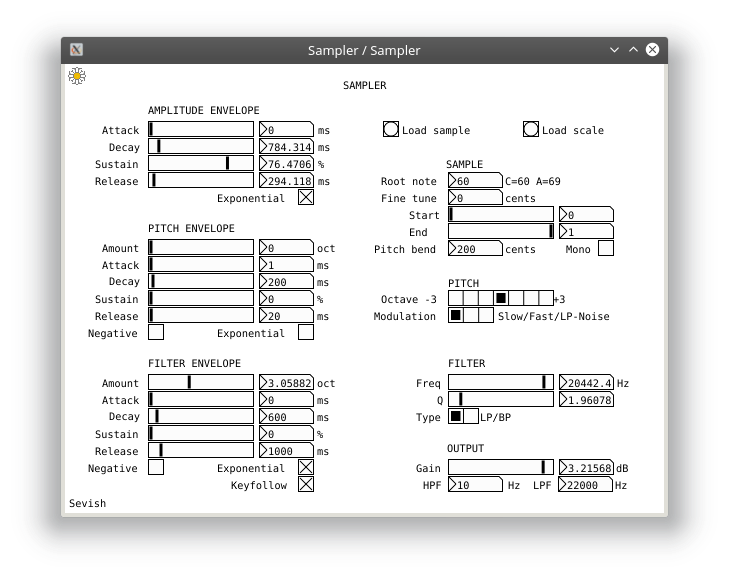 Sampler / Sampler
SAMPLER
AMPLITUDE ENVELOPE
Attack 0 ms
Decay 784.314 ms
Sustain 76.4706 %
Release 294.118 ms
Exponential
PITCH ENVELOPE
Amount 0 oct
Attack 1 ms
Decay 200 ms
Sustain 0 %
Release 20 ms
Negative Exponential
FILTER ENVELOPE
Amount 3.05882 oct
Attack 0 ms
Decay 600 ms
Sustain 0 %
Release 1000 ms
Negative Exponential
Keyfollow
Load sample Load scale
SAMPLE
Root note 60 C=60 A=69
Fine tune 0 cents
Start 0
End 1
Pitch bend 200 cents Mono
PITCH
Octave -3 +3
Modulation Slow/Fast/LP-Noise
FILTER
Freq 20442.4 Hz
Q 1.96078
Type LP/BP
OUTPUT
Gain 3.21568 dB
HPF 10 Hz LPF 22000 Hz
Sevish